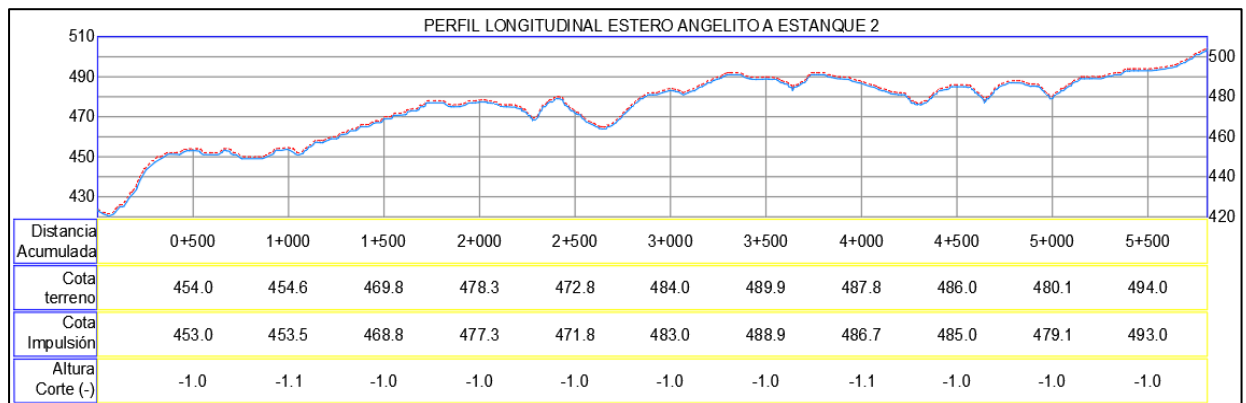 PERFIL LONGITUDINAL ESTERO ANGELITO A ESTANQUE 2
510
500
490
480
470
460
450
440
430
420
Distancia Acumulada 0+500 1+000 1+500 2+000 2+500 3+000 3+500 4+000 4+500 5+000 5+500
Cota terreno 454.0 454.6 469.8 478.3 472.8 484.0 489.9 487.8 486.0 480.1 494.0
Cota Impulsión 453.0 453.5 468.8 477.3 471.8 483.0 488.9 486.7 485.0 479.1 493.0
Altura Corte (-) -1.0 -1.1 -1.0 -1.0 -1.0 -1.0 -1.0 -1.1 -1.0 -1.0 -1.0